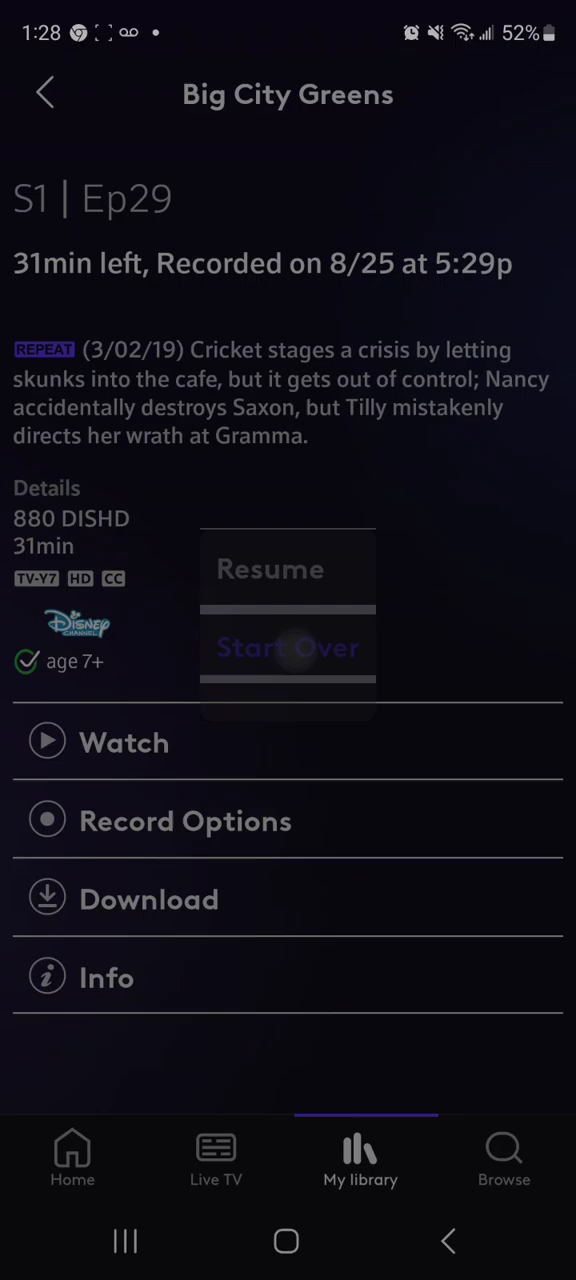 1:28
52%
Big City Greens
S1 | Ep29
31min left, Recorded on 8/25 at 5:29p
REPEAT (3/02/19) Cricket stages a crisis by letting
skunks into the cafe, but it gets out of control; Nancy
accidentally destroys Saxon, but Tilly mistakenly
directs her wrath at Gramma.
Details
880 DISHD
31min
TV-Y7 HD CC
Disney
CHANNEL
age 7+
Resume
Start Over
Watch
Record Options
Download
Info
Home
Live TV
My library
Browse